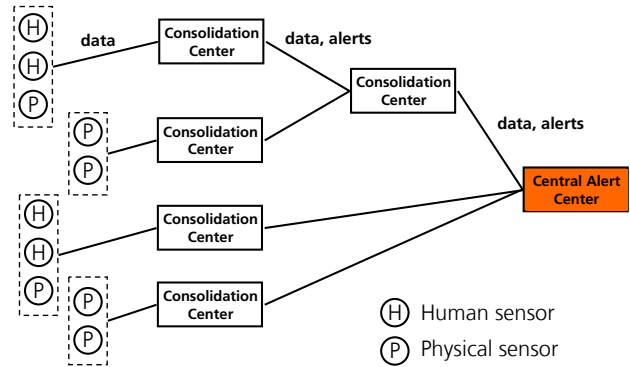 H
H
P
data
Consolidation
Center
data, alerts
Consolidation
Center
P
P
Consolidation
Center
data, alerts
Central Alert
Center
H
H
P
Consolidation
Center
P
P
Consolidation
Center
H Human sensor
P Physical sensor